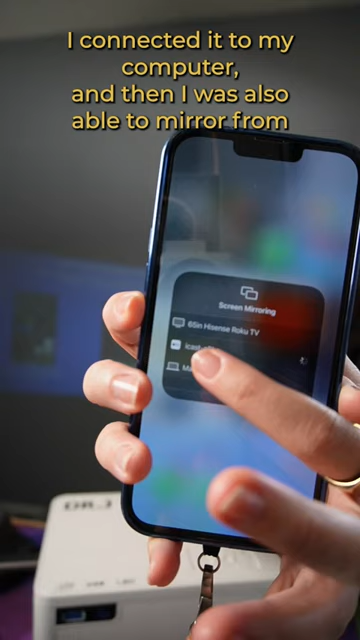 I connected it to my
computer,
and then I was also
able to mirror from
Screen Mirroring
65in Hisense Roku TV
DR.J